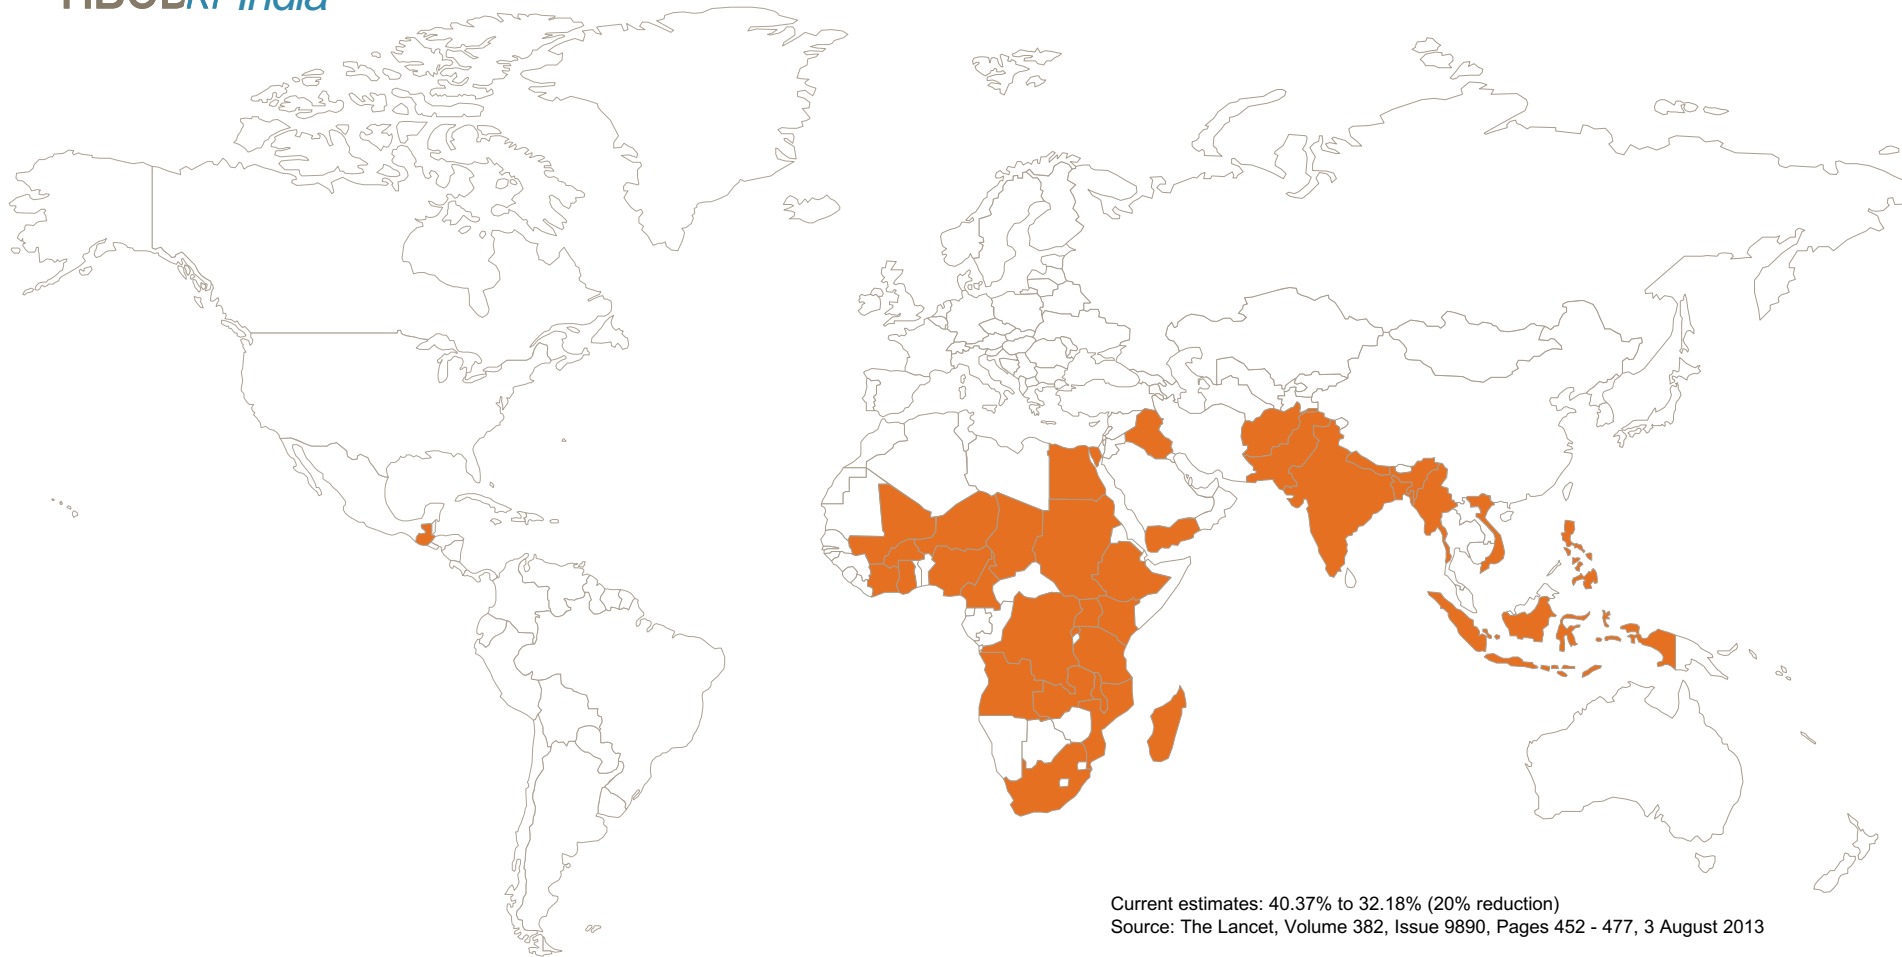 India
Current estimates: 40.37% to 32.18% (20% reduction)
Source: The Lancet, Volume 382, Issue 9890, Pages 452 - 477, 3 August 2013